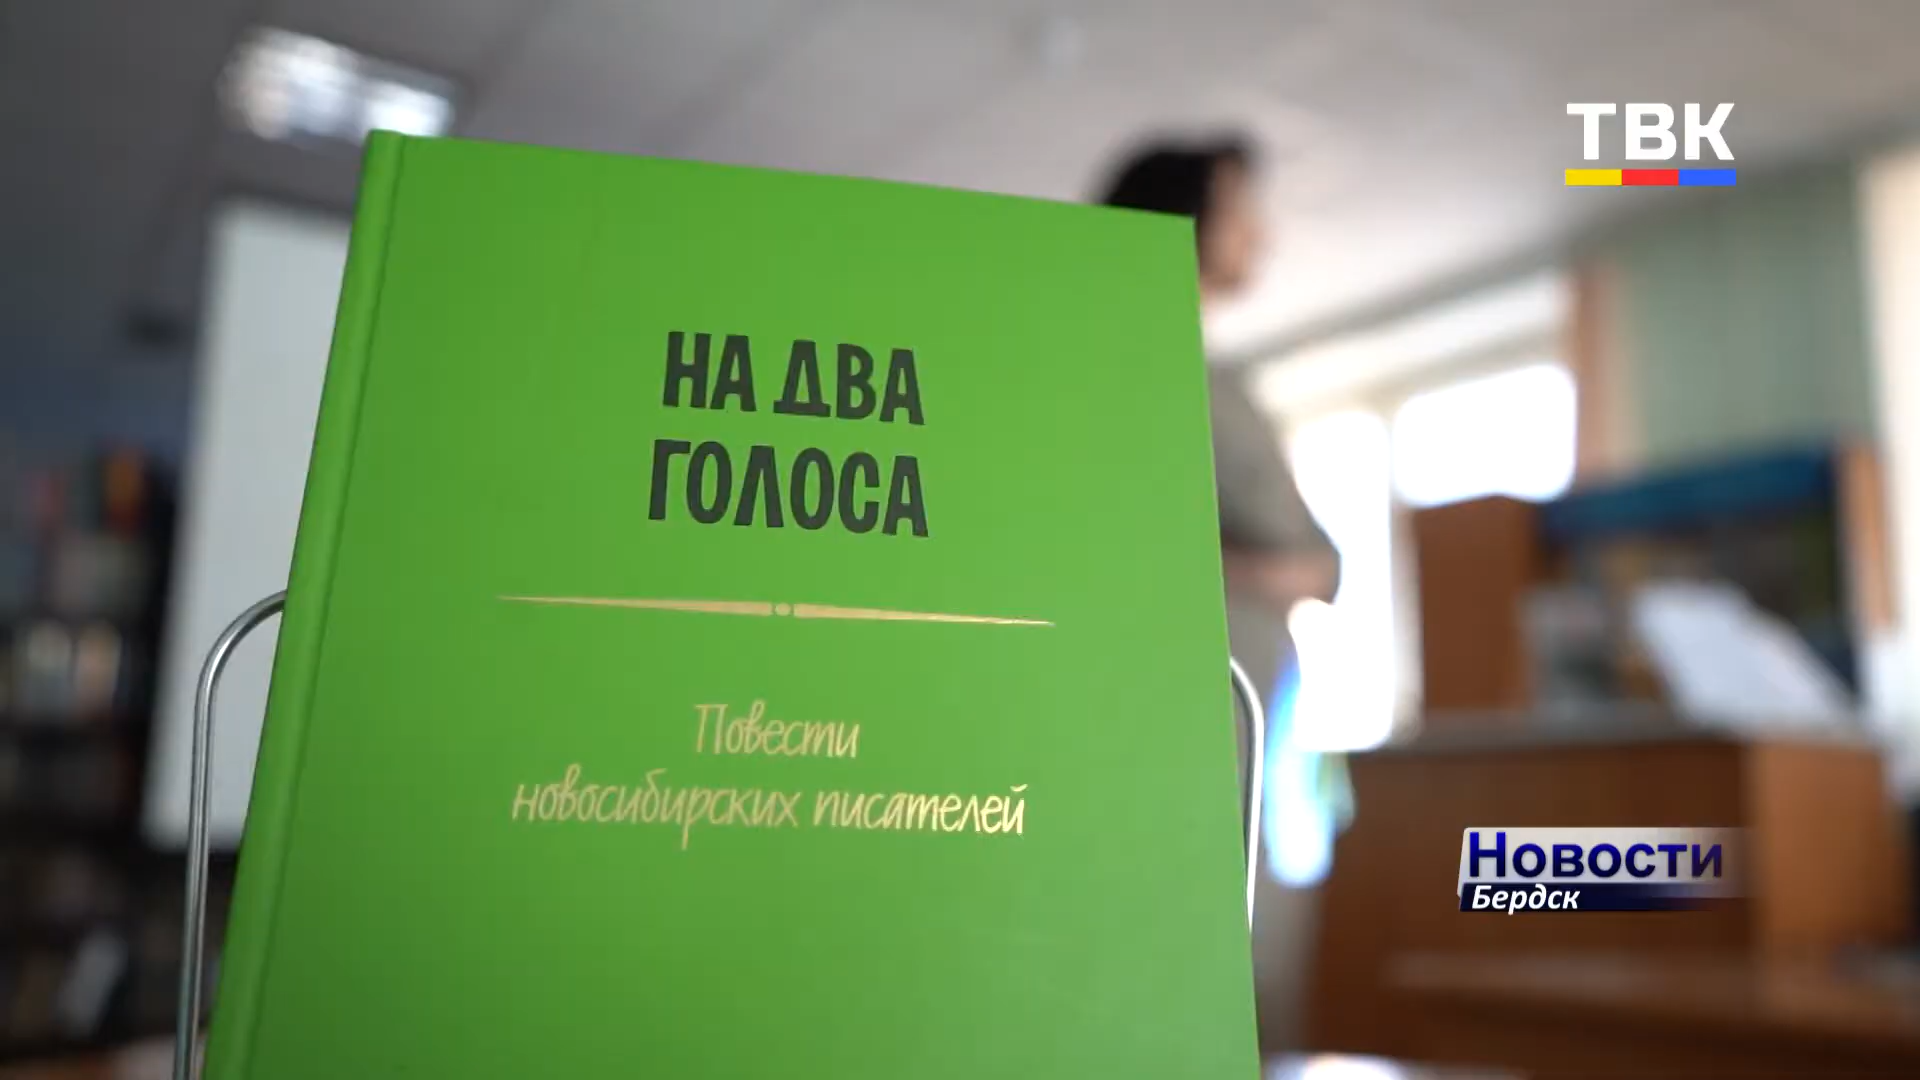 ТВК
НА ДВА
ГОЛОСА
Повести
новосибирских писателей
Новости
Бердск